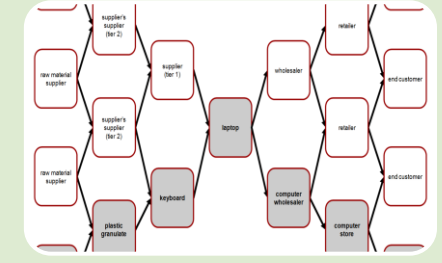 supplier's
supplier
(tier 2)
retailer
raw material
supplier
supplier
(tier 1)
wholesaler
end customer
supplier's
supplier
(tier 2)
laptop
retailer
raw material
supplier
keyboard
computer
wholesaler
end customer
plastic
granulate
computer
store